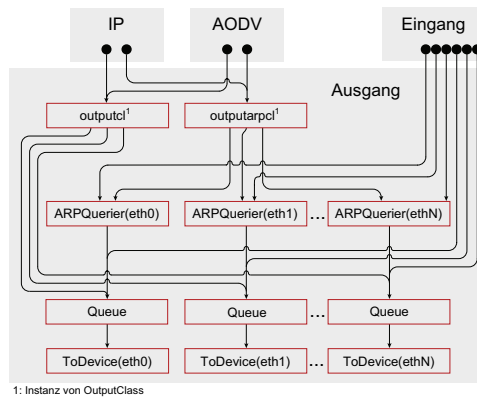 IP AODV Eingang
Ausgang
outputcl¹ outputarpcl¹
ARPQuerier(eth0) ARPQuerier(eth1) ... ARPQuerier(ethN)
Queue Queue ... Queue
ToDevice(eth0) ToDevice(eth1) ... ToDevice(ethN)
1: Instanz von OutputClass